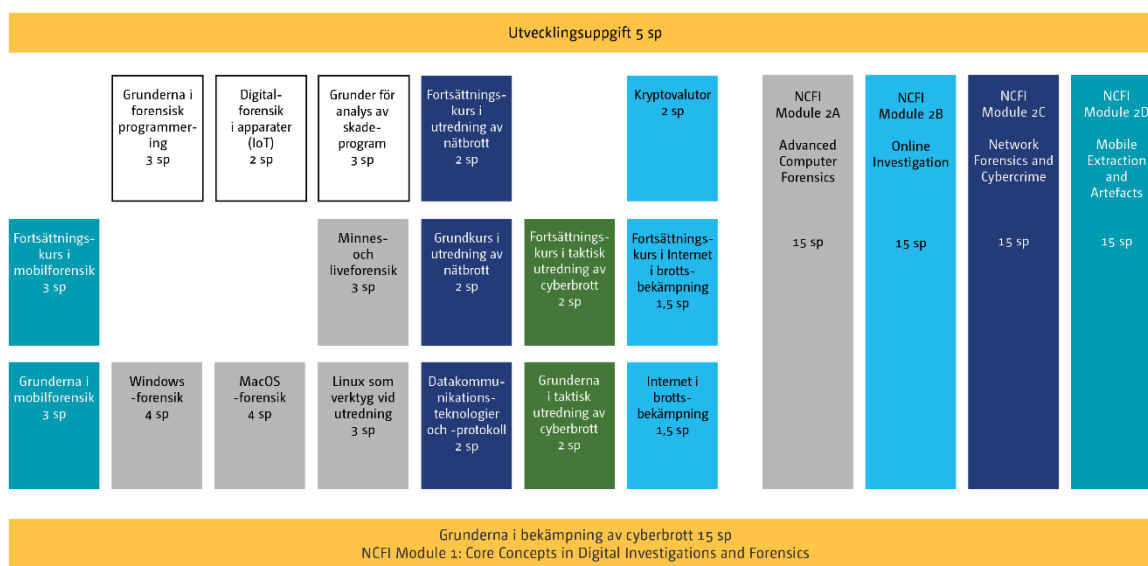 Utvecklingsuppgift 5 sp
Grunderna i
forensisk
programmer-
ing
3 sp
Digital-
forensik
i apparater
(IoT)
2 sp
Grunder för
analys av
skade-
program
3 sp
Fortsättnings-
kurs i
utredning av
nätbrott
2 sp
Kryptovalutor
2 sp
NCFI
Module 2A
Advanced
Computer
Forensics
15 sp
NCFI
Module 2B
Online
Investigation
15 sp
NCFI
Module 2C
Network
Forensics and
Cybercrime
15 sp
NCFI
Module 2D
Mobile
Extraction
and
Artefacts
15 sp
Fortsättnings-
kurs i
mobilforensik
3 sp
Minnes-
och
liveforensik
3 sp
Grundkurs i
utredning av
nätbrott
2 sp
Fortsättnings-
kurs i taktisk
utredning av
cyberbrott
2 sp
Fortsättnings-
kurs i Internet
i brotts-
bekämpning
1,5 sp
Grunderna i
mobilforensik
3 sp
Windows
-forensik
4 sp
MacOS
-forensik
4 sp
Linux som
verktyg vid
utredning
3 sp
Datakommu-
nikations-
teknologier
och -protokoll
2 sp
Grunderna
i taktisk
utredning av
cyberbrott
2 sp
Internet i
brotts-
bekämpning
1,5 sp
Grunderna i bekämpning av cyberbrott 15 sp
NCFI Module 1: Core Concepts in Digital Investigations and Forensics